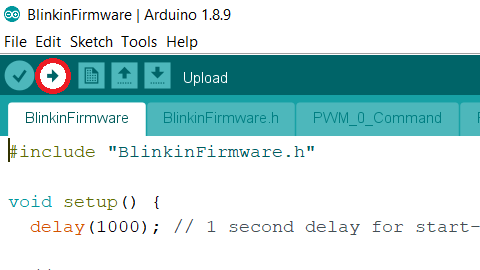 BlinkinFirmware | Arduino 1.8.9
File Edit Sketch Tools Help
Upload
BlinkinFirmware BlinkinFirmware.h PWM_0_Command
#include "BlinkinFirmware.h"
void setup() {
delay(1000); // 1 second delay for start-